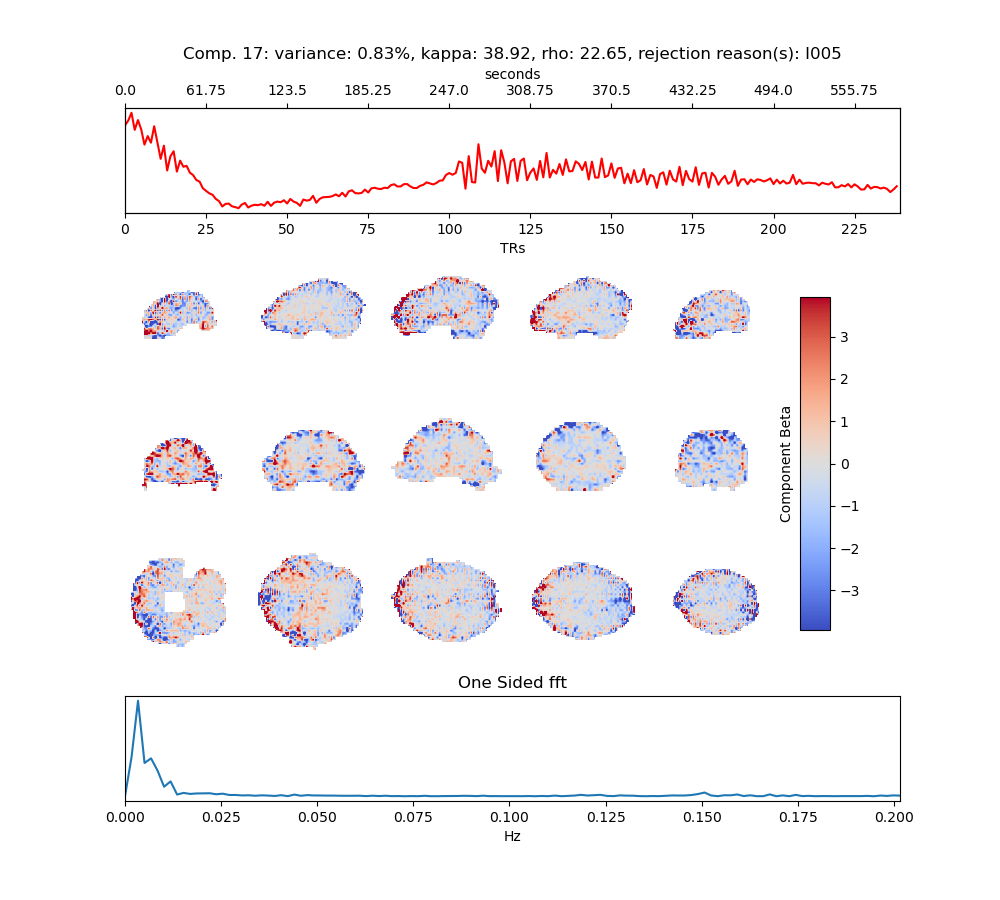 Comp. 17: variance: 0.83%, kappa: 38.92, rho: 22.65, rejection reason(s): I005
seconds
0.0 61.75 123.5 185.25 247.0 308.75 370.5 432.25 494.0 555.75
0 25 50 75 100 125 150 175 200 225
TRs
3
2
1
0
−1
−2
−3
Component Beta
One Sided fft
0.000 0.025 0.050 0.075 0.100 0.125 0.150 0.175 0.200
Hz